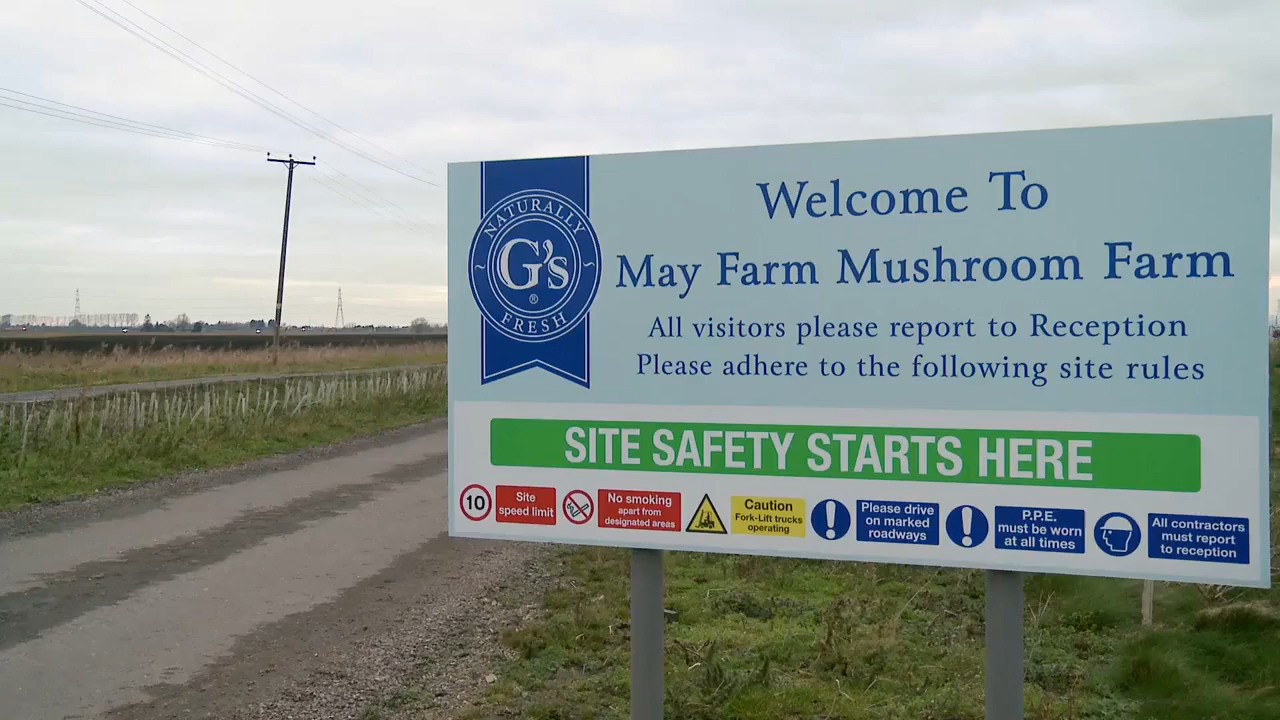 NATURALLY
G's
®
FRESH
Welcome To
May Farm Mushroom Farm
All visitors please report to Reception
Please adhere to the following site rules
SITE SAFETY STARTS HERE
10
Site
speed limit
No smoking
apart from
designated areas
Caution
Fork-Lift trucks
operating
!
Please drive
on marked
roadways
!
P.P.E.
must be worn
at all times
All contractors
must report
to reception